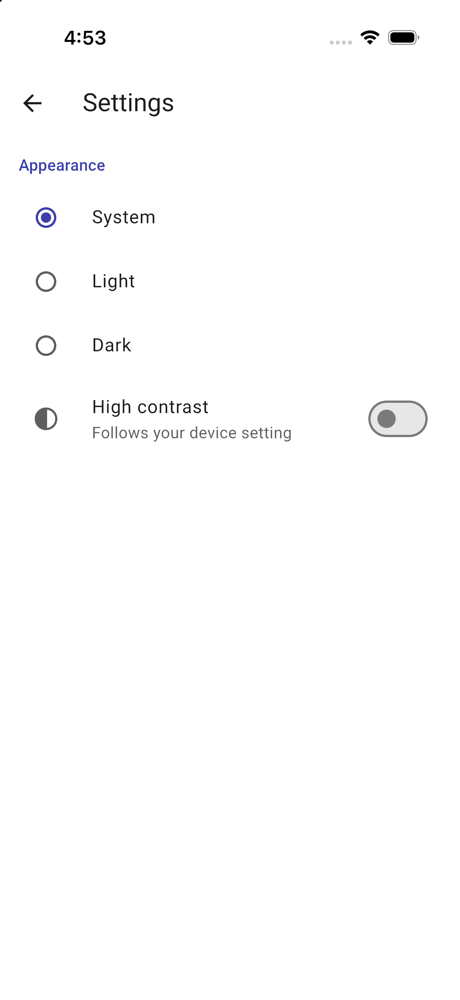 4:53
Settings
Appearance
System
Light
Dark
High contrast
Follows your device setting